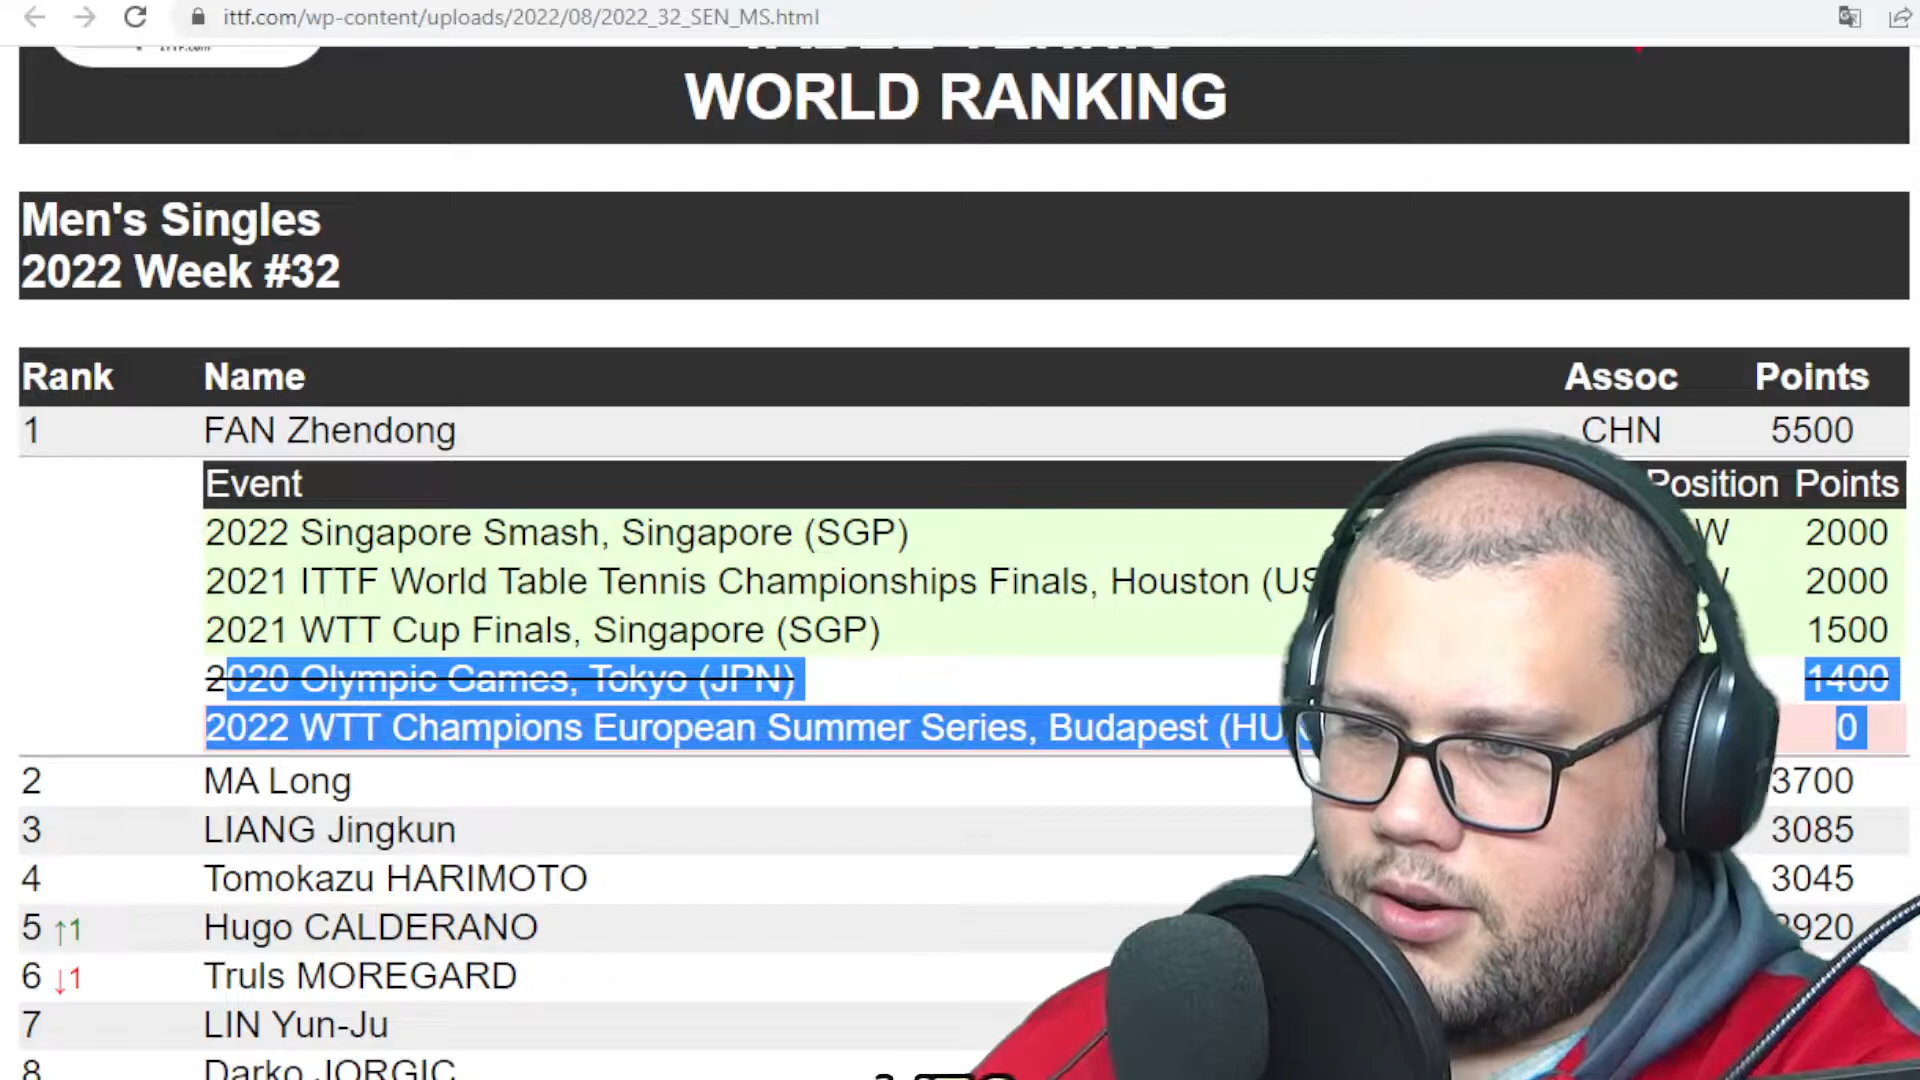 ittf.com/wp-content/uploads/2022/08/2022_32_SEN_MS.html
WORLD RANKING
Men's Singles
2022 Week #32
Rank Name Assoc Points
1 FAN Zhendong CHN 5500
Event Position Points
2022 Singapore Smash, Singapore (SGP) W 2000
2021 ITTF World Table Tennis Championships Finals, Houston (US 2000
2021 WTT Cup Finals, Singapore (SGP) 1500
2020 Olympic Games, Tokyo (JPN) 1400
2022 WTT Champions European Summer Series, Budapest (HU 0
2 MA Long 3700
3 LIANG Jingkun 3085
4 Tomokazu HARIMOTO 3045
5 ↑1 Hugo CALDERANO 920
6 ↓1 Truls MOREGARD
7 LIN Yun-Ju
8 Darko JORGIC